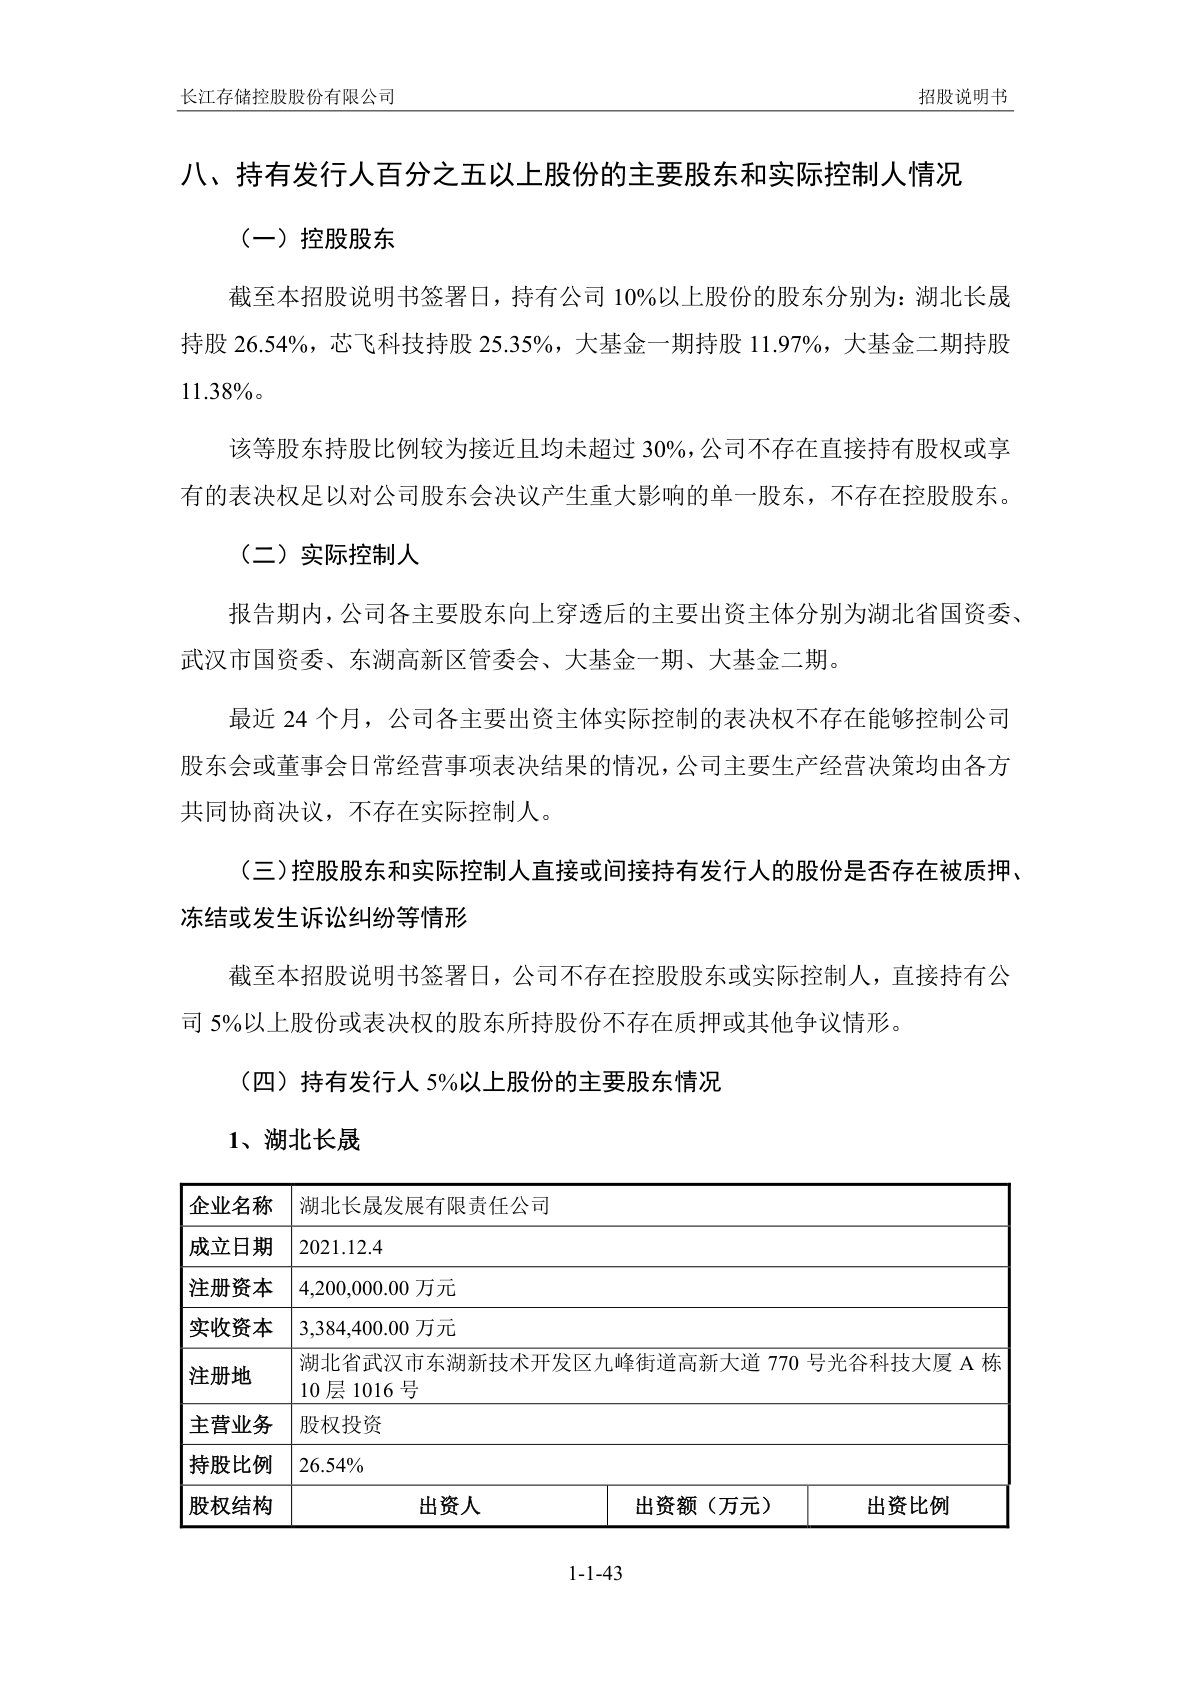 长江存储控股股份有限公司 招股说明书
八、持有发行人百分之五以上股份的主要股东和实际控制人情况
（一）控股股东
截至本招股说明书签署日，持有公司 10%以上股份的股东分别为：湖北长晟
持股 26.54%，芯飞科技持股 25.35%，大基金一期持股 11.97%，大基金二期持股
11.38%。
该等股东持股比例较为接近且均未超过 30%，公司不存在直接持有股权或享
有的表决权足以对公司股东会决议产生重大影响的单一股东，不存在控股股东。
（二）实际控制人
报告期内，公司各主要股东向上穿透后的主要出资主体分别为湖北省国资委、
武汉市国资委、东湖高新区管委会、大基金一期、大基金二期。
最近 24 个月，公司各主要出资主体实际控制的表决权不存在能够控制公司
股东会或董事会日常经营事项表决结果的情况，公司主要生产经营决策均由各方
共同协商决议，不存在实际控制人。
（三）控股股东和实际控制人直接或间接持有发行人的股份是否存在被质押、
冻结或发生诉讼纠纷等情形
截至本招股说明书签署日，公司不存在控股股东或实际控制人，直接持有公
司 5%以上股份或表决权的股东所持股份不存在质押或其他争议情形。
（四）持有发行人 5%以上股份的主要股东情况
1、湖北长晟
企业名称 湖北长晟发展有限责任公司
成立日期 2021.12.4
注册资本 4,200,000.00 万元
实收资本 3,384,400.00 万元
注册地 湖北省武汉市东湖新技术开发区九峰街道高新大道 770 号光谷科技大厦 A 栋
10 层 1016 号
主营业务 股权投资
持股比例 26.54%
股权结构 出资人 出资额（万元） 出资比例
1-1-43